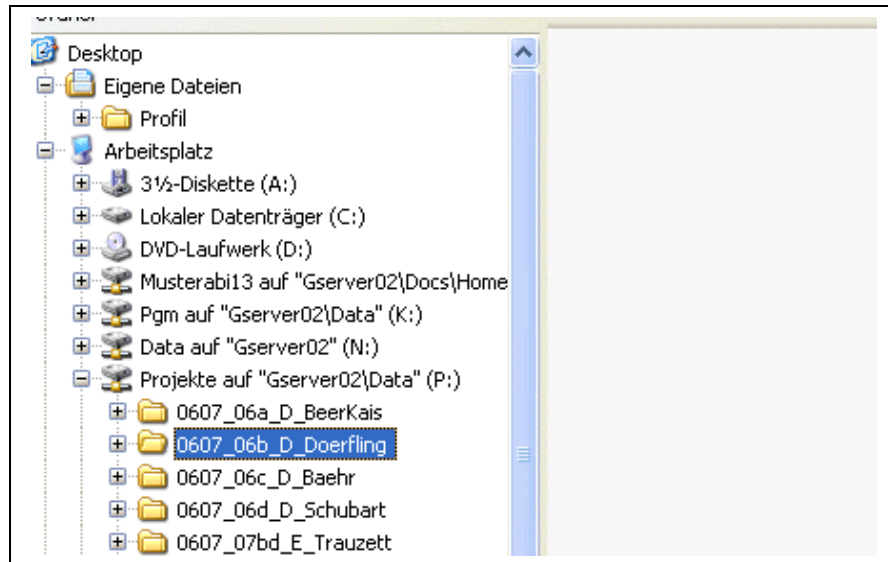 Desktop
Eigene Dateien
Profil
Arbeitsplatz
3½-Diskette (A:)
Lokaler Datenträger (C:)
DVD-Laufwerk (D:)
Musterabi13 auf "Gserver02\Docs\Home
Pgm auf "Gserver02\Data" (K:)
Data auf "Gserver02" (N:)
Projekte auf "Gserver02\Data" (P:)
0607_06a_D_BeerKais
0607_06b_D_Doerfling
0607_06c_D_Baehr
0607_06d_D_Schubart
0607_07bd_E_Trauzett